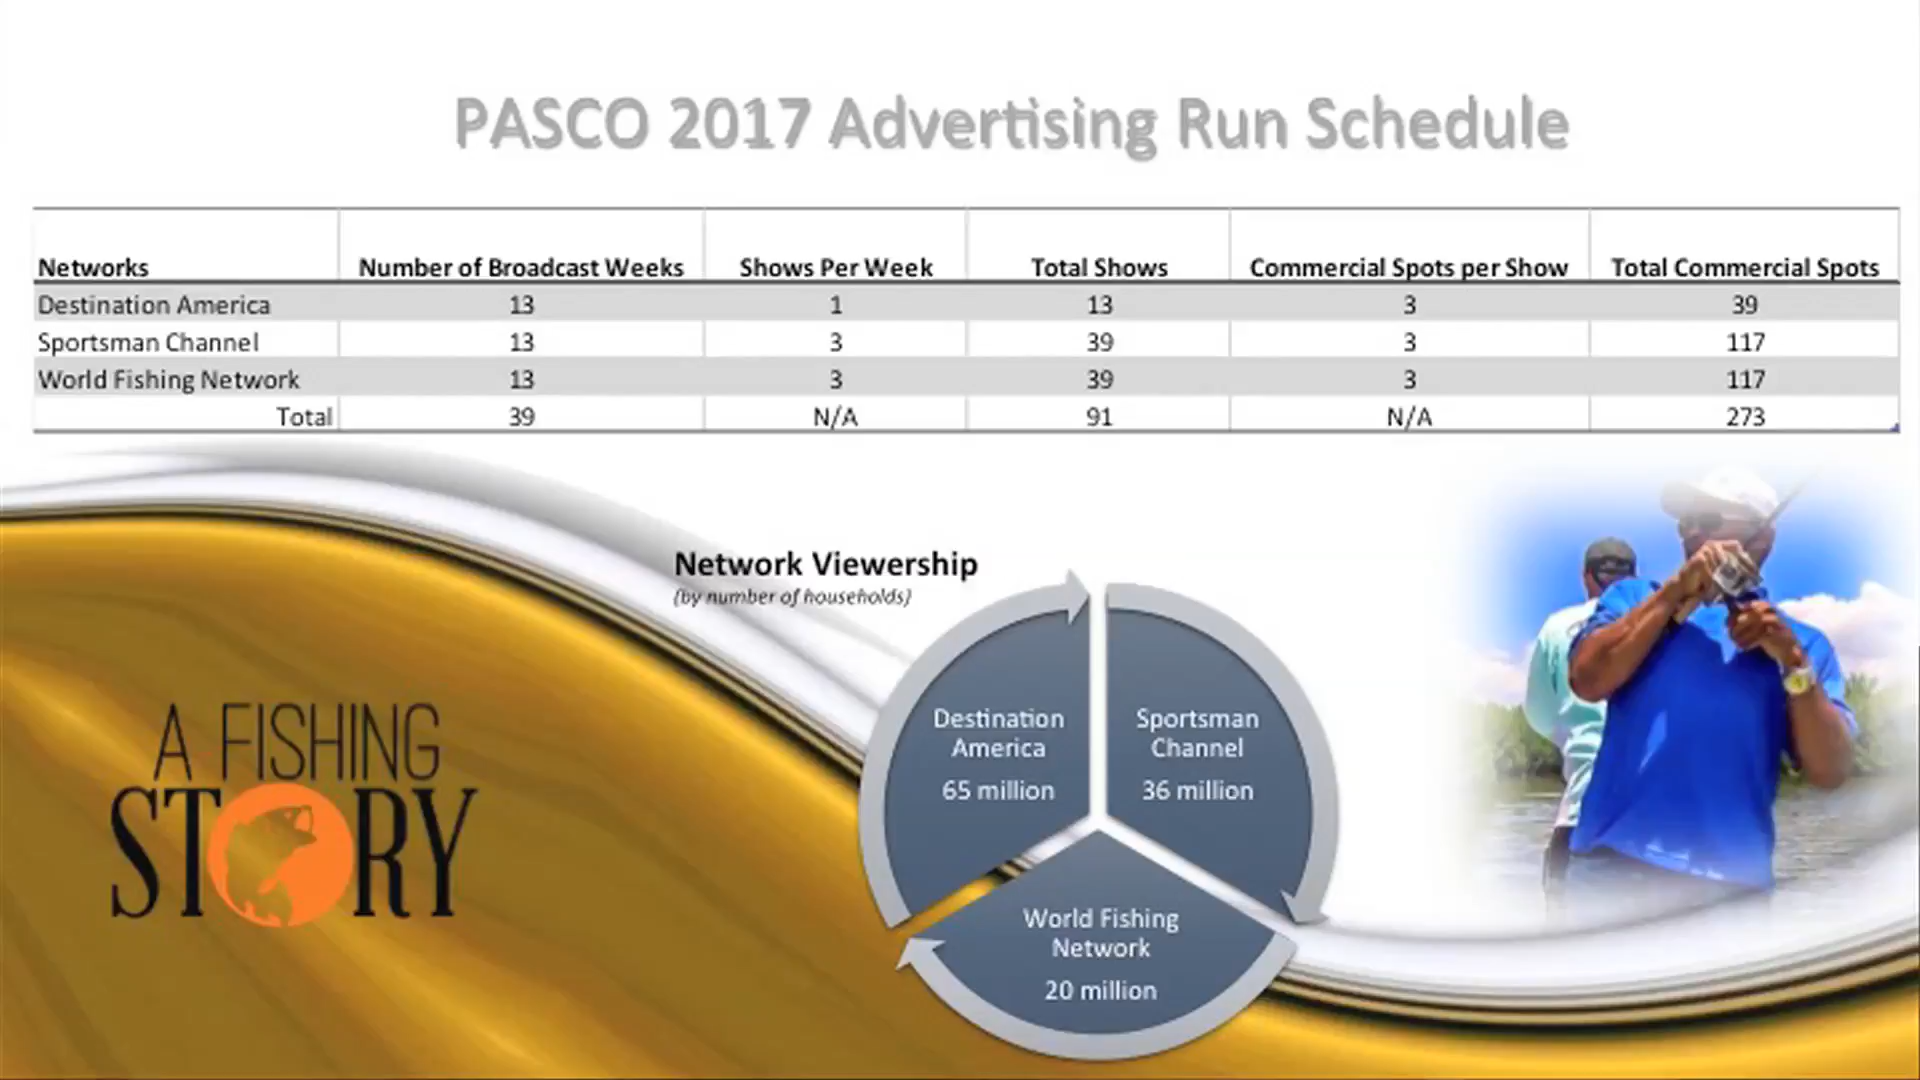 PASCO 2017 Advertising Run Schedule
Networks Number of Broadcast Weeks Shows Per Week Total Shows Commercial Spots per Show Total Commercial Spots
Destination America 13 1 13 3 39
Sportsman Channel 13 3 39 3 117
World Fishing Network 13 3 39 3 117
Total 39 N/A 91 N/A 273
Network Viewership
(by number of households)
Destination
America
65 million
Sportsman
Channel
36 million
World Fishing
Network
20 million
A FISHING
STORY